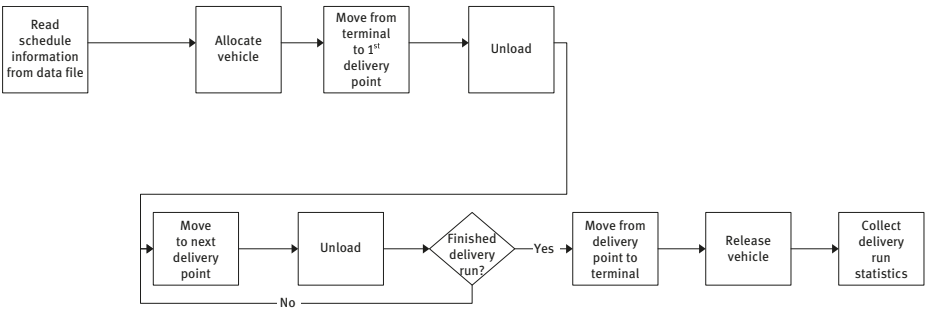 Read
schedule
information
from data file
Allocate
vehicle
Move from
terminal
to 1st
delivery
point
Unload
Move
to next
delivery
point
Unload
Finished
delivery
run?
Yes
Move from
delivery
point to
terminal
Release
vehicle
Collect
delivery
run
statistics
No